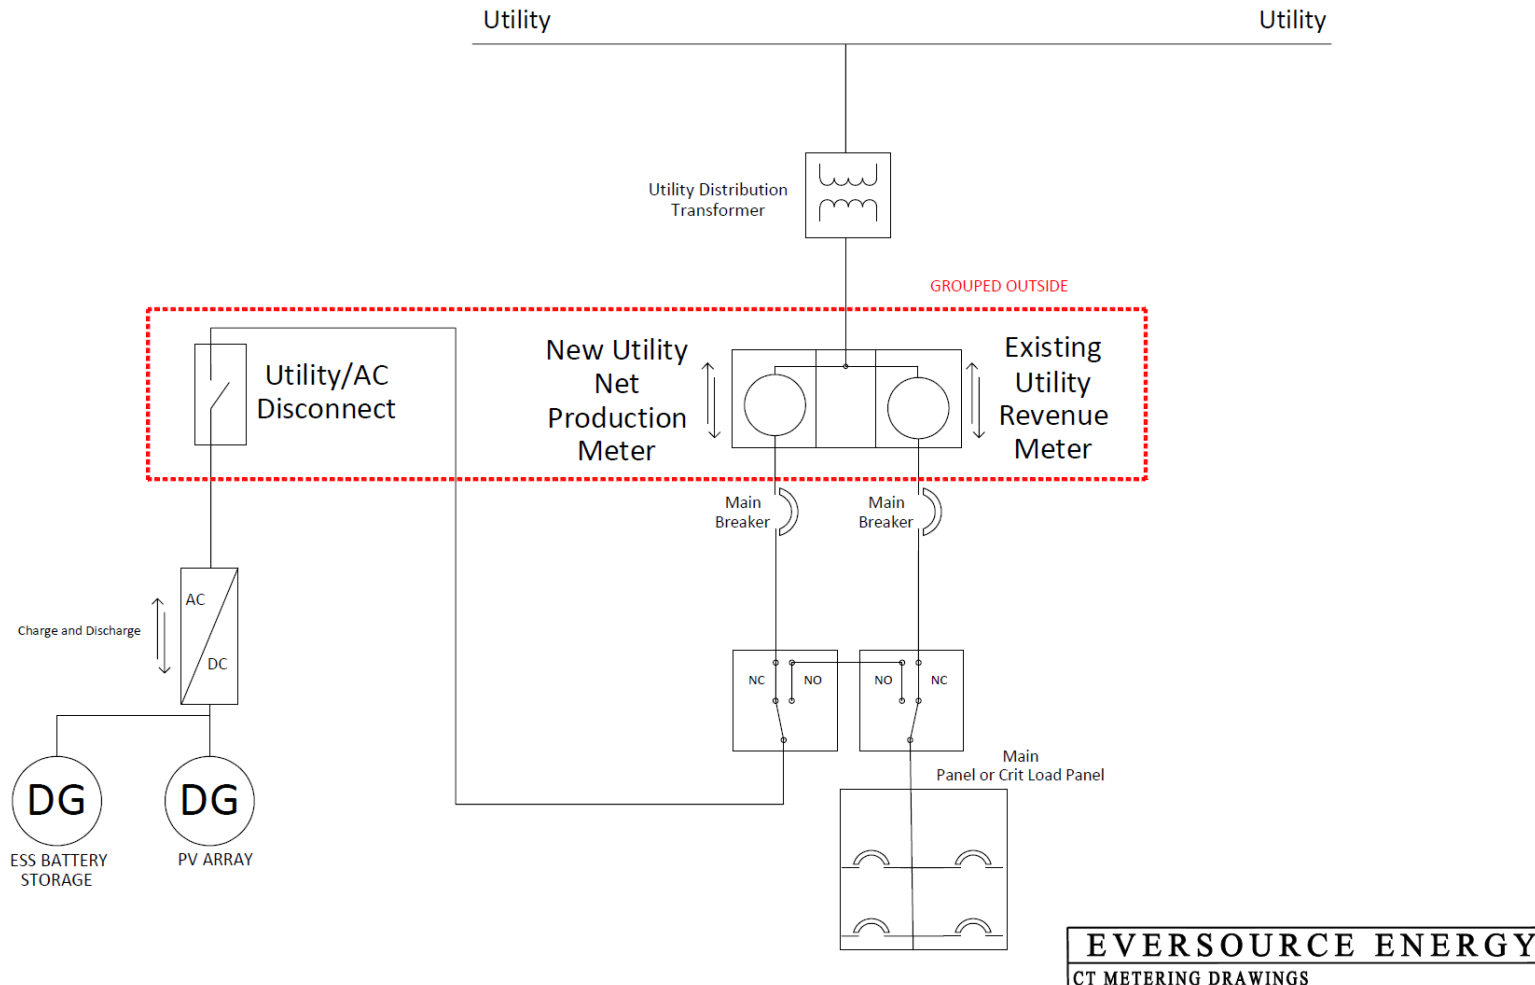 Utility
Utility
Utility Distribution
Transformer
GROUPED OUTSIDE
Utility/AC
Disconnect
New Utility
Net
Production
Meter
Existing
Utility
Revenue
Meter
Main
Breaker
Main
Breaker
AC
DC
Charge and Discharge
NC
NO
NO
NC
Main
Panel or Crit Load Panel
DG
DG
ESS BATTERY
STORAGE
PV ARRAY
EVERSOURCE ENERGY
CT METERING DRAWINGS